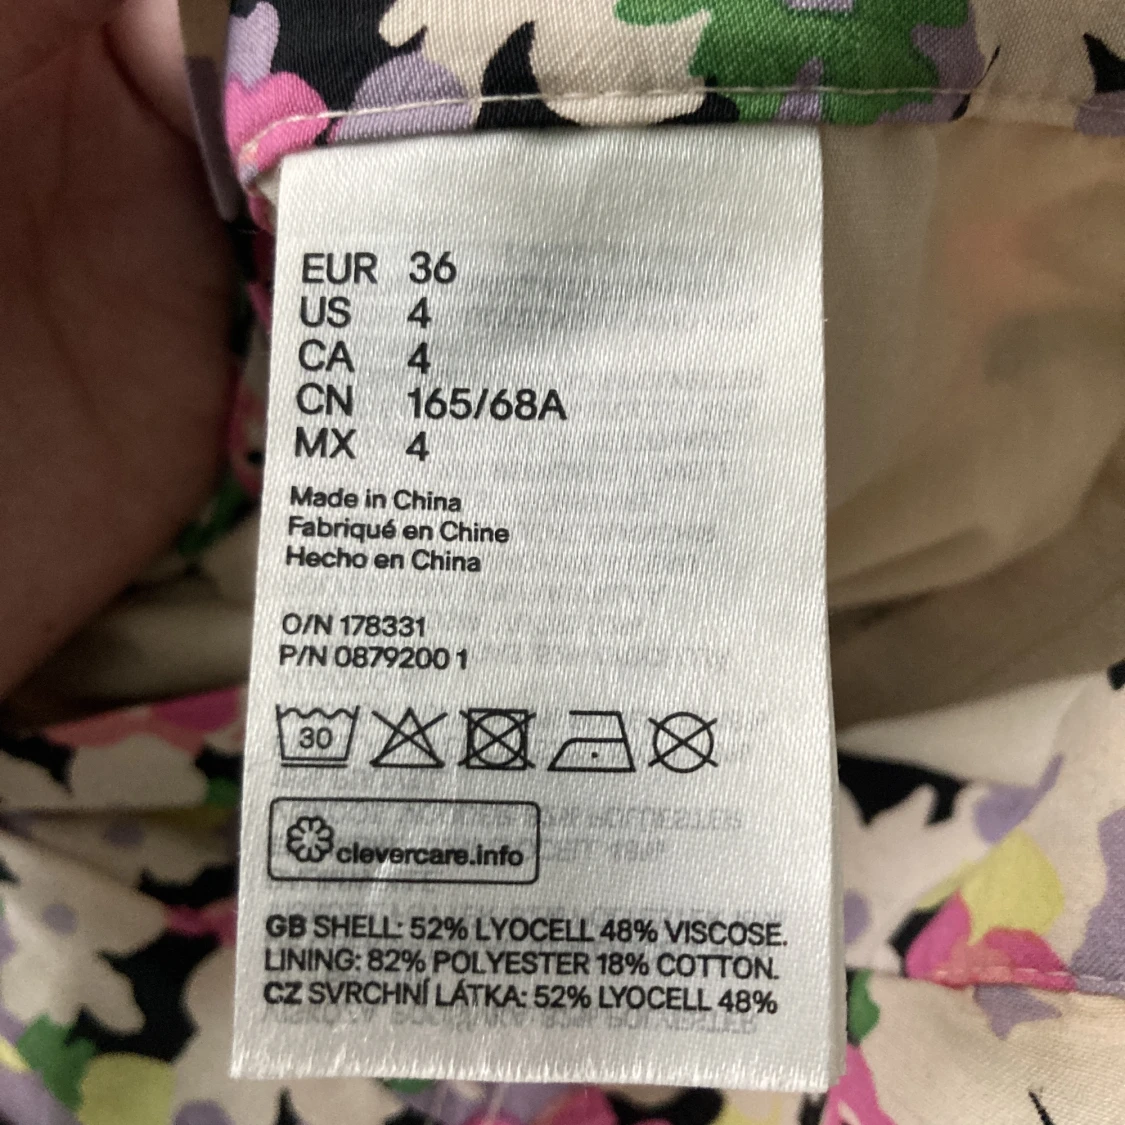 EUR 36
US 4
CA 4
CN 165/68A
MX 4
Made in China
Fabriqué en Chine
Hecho en China
O/N 178331
P/N 0879200 1
30
clevercare.info
GB SHELL: 52% LYOCELL 48% VISCOSE.
LINING: 82% POLYESTER 18% COTTON.
CZ SVRCHNÍ LÁTKA: 52% LYOCELL 48%